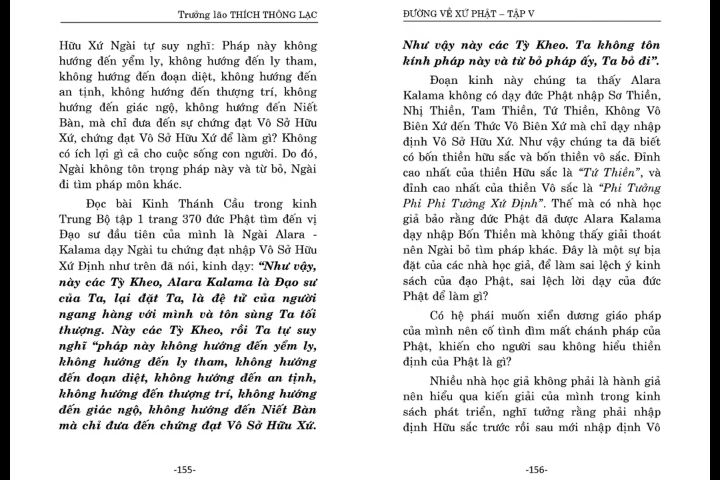 Trưởng lão THÍCH THÔNG LẠC
Hữu Xứ Ngài tự suy nghĩ: Pháp này không
hướng đến yểm ly, không hướng đến ly tham,
không hướng đến đoạn diệt, không hướng đến
an tịnh, không hướng đến thượng trí, không
hướng đến giác ngộ, không hướng đến Niết
Bàn, mà chỉ đưa đến sự chứng đạt Vô Sở Hữu
Xứ, chứng đạt Vô Sở Hữu Xứ để làm gì? Không
có ích lợi gì cả cho cuộc sống con người. Do đó,
Ngài không tôn trọng pháp này và từ bỏ, Ngài
đi tìm pháp môn khác.
Đọc bài Kinh Thánh Cầu trong kinh
Trung Bộ tập 1 trang 370 đức Phật tìm đến vị
Đạo sư đầu tiên của mình là Ngài Alara -
Kalama dạy Ngài tu chứng đạt nhập Vô Sở Hữu
Xứ Định như trên đã nói, kinh dạy: “Như vậy,
này các Tỳ Kheo, Alara Kalama là Đạo sư
của Ta, lại đặt Ta, là đệ tử của người
ngang hàng với mình và tôn sùng Ta tối
thượng. Này các Tỳ Kheo, rồi Ta tự suy
nghĩ “pháp này không hướng đến yểm ly,
không hướng đến ly tham, không hướng
đến đoạn diệt, không hướng đến an tịnh,
không hướng đến thượng trí, không hướng
đến giác ngộ, không hướng đến Niết Bàn
mà chỉ đưa đến chứng đạt Vô Sở Hữu Xứ.
-155-
ĐƯỜNG VỀ XỨ PHẬT – TẬP V
Như vậy này các Tỳ Kheo. Ta không tôn
kính pháp này và từ bỏ pháp ấy, Ta bỏ đi”.
Đoạn kinh này chúng ta thấy Alara
Kalama không có dạy đức Phật nhập Sơ Thiền,
Nhị Thiền, Tam Thiền, Tứ Thiền, Không Vô
Biên Xứ đến Thức Vô Biên Xứ mà chỉ dạy nhập
định Vô Sở Hữu Xứ. Như vậy chúng ta đã biết
có bốn thiền hữu sắc và bốn thiền vô sắc. Đỉnh
cao nhất của thiền Hữu sắc là “Tứ Thiền”, và
đỉnh cao nhất của thiền Vô sắc là “Phi Tưởng
Phi Phi Tưởng Xứ Định”. Thế mà có nhà học
giả bảo rằng đức Phật đã được Alara Kalama
dạy nhập Bốn Thiền mà không thấy giải thoát
nên Ngài bỏ tìm pháp khác. Đây là một sự bịa
đặt của các nhà học giả, để làm sai lệch ý kinh
sách của đạo Phật, sai lệch lời dạy của đức
Phật để làm gì?
Có hệ phái muốn xiển dương giáo pháp
của mình nên cố tình dìm mất chánh pháp của
Phật, khiến cho người sau không hiểu thiền
định của Phật là gì?
Nhiều nhà học giả không phải là hành giả
nên hiểu qua kiến giải của mình trong kinh
sách phát triển, nghĩ tưởng rằng phải nhập
định Hữu sắc trước rồi sau mới nhập định Vô
-156-